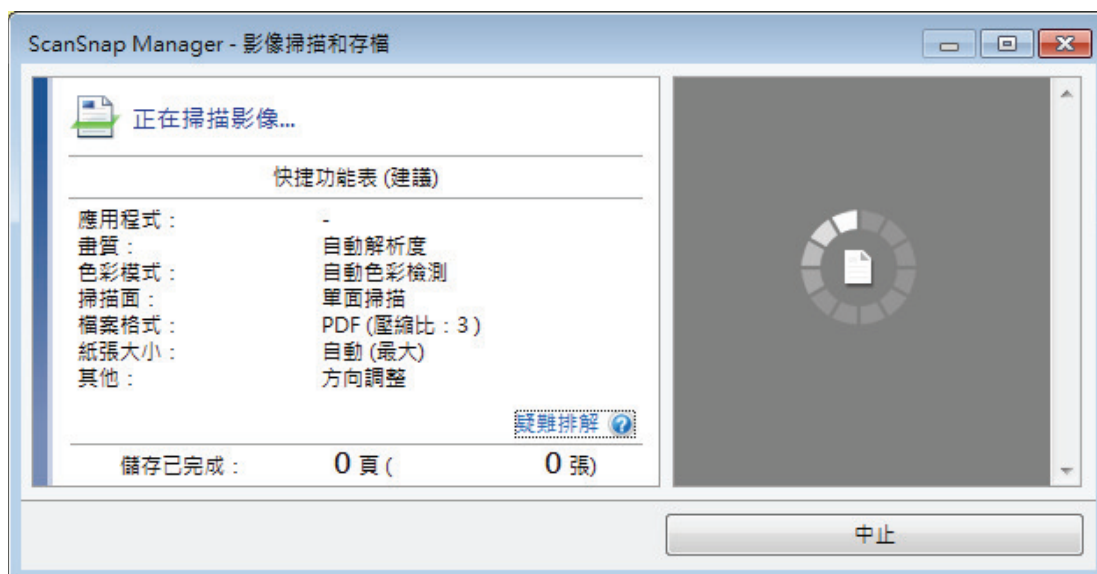 ScanSnap Manager - 影像掃描和存檔
正在掃描影像...
快捷功能表 (建議)
應用程式： -
畫質： 自動解析度
色彩模式： 自動色彩檢測
掃描面： 單面掃描
檔案格式： PDF (壓縮比：3)
紙張大小： 自動 (最大)
其他： 方向調整
疑難排解
儲存已完成： 0 頁 ( 0 張)
中止